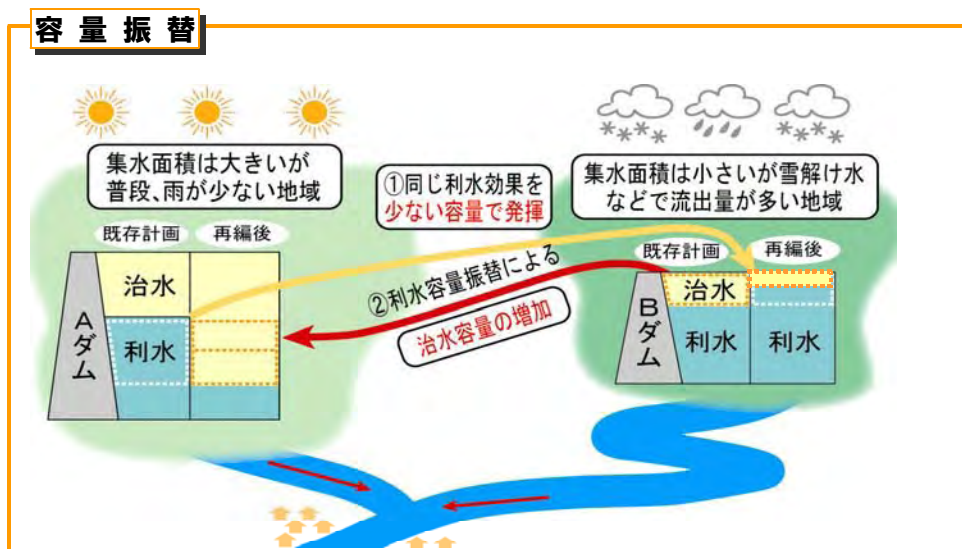 容量振替
集水面積は大きいが
普段、雨が少ない地域
①同じ利水効果を
少ない容量で発揮
集水面積は小さいが雪解け水
などで流出量が多い地域
既存計画
再編後
既存計画
再編後
治水
利水
Aダム
②利水容量振替による
治水容量の増加
治水
利水
利水
Bダム